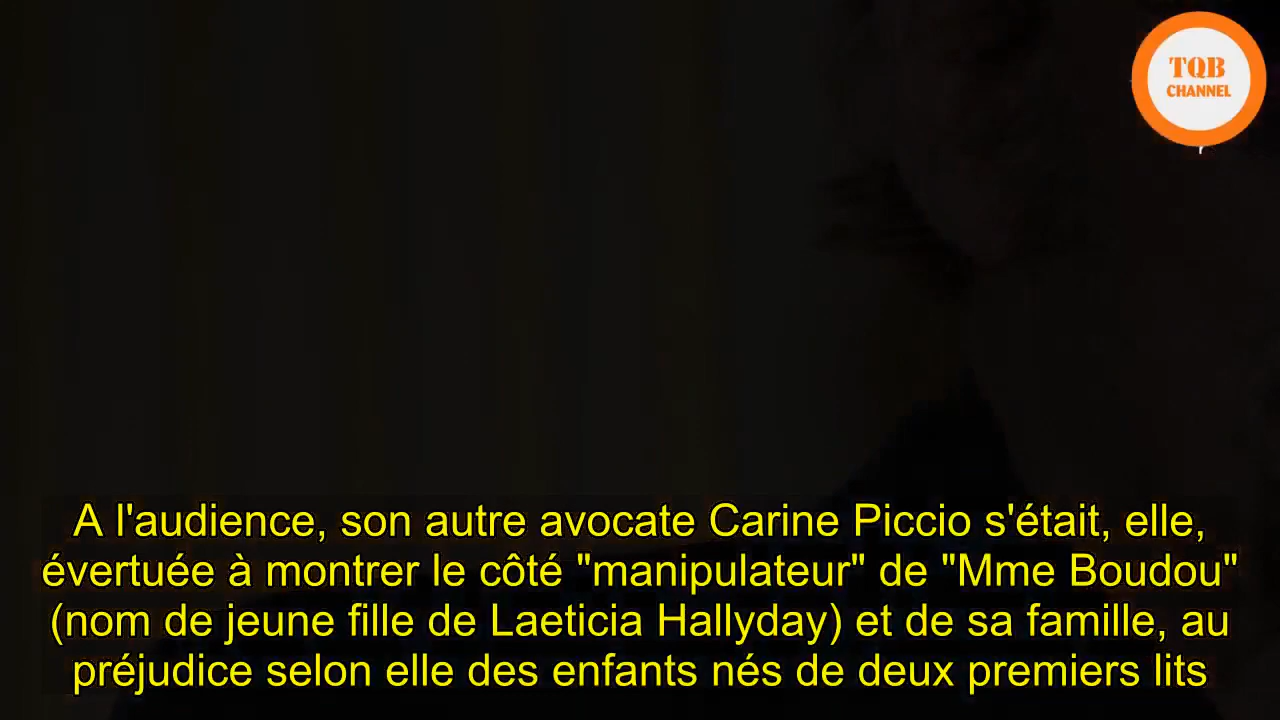 TQB
CHANNEL
A l'audience, son autre avocate Carine Piccio s'était, elle,
évertuée à montrer le côté "manipulateur" de "Mme Boudou"
(nom de jeune fille de Laeticia Hallyday) et de sa famille, au
préjudice selon elle des enfants nés de deux premiers lits